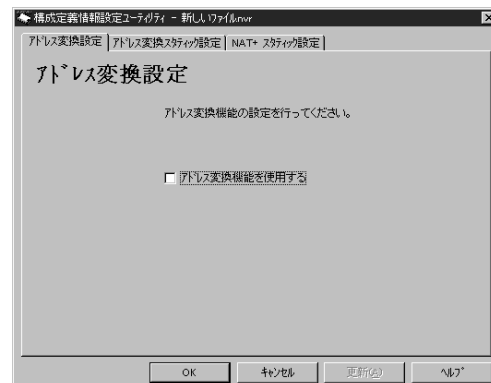 構成定義情報設定ユーティリティ - 新しいファイル.nvr
アドレス変換設定 アドレス変換スタティック設定 NAT+ スタティック設定
アドレス変換設定
アドレス変換機能の設定を行ってください。
アドレス変換機能を使用する
OK キャンセル 更新(A) ヘルプ